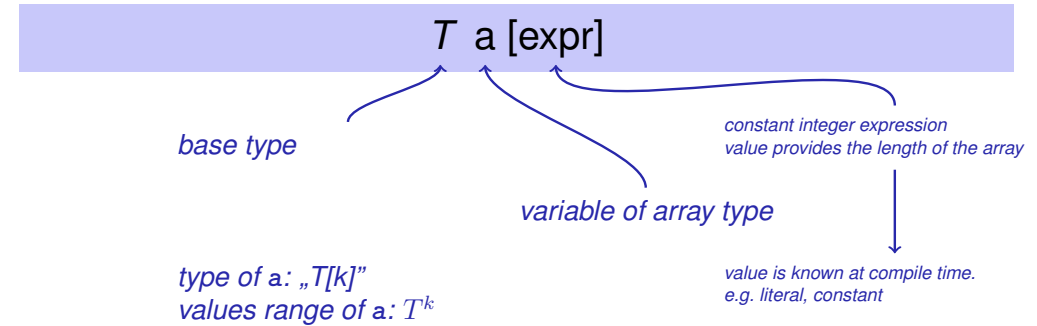 T a [expr]
base type
constant integer expression
value provides the length of the array
variable of array type
type of a: „T[k]”
values range of a: T^k
value is known at compile time.
e.g. literal, constant